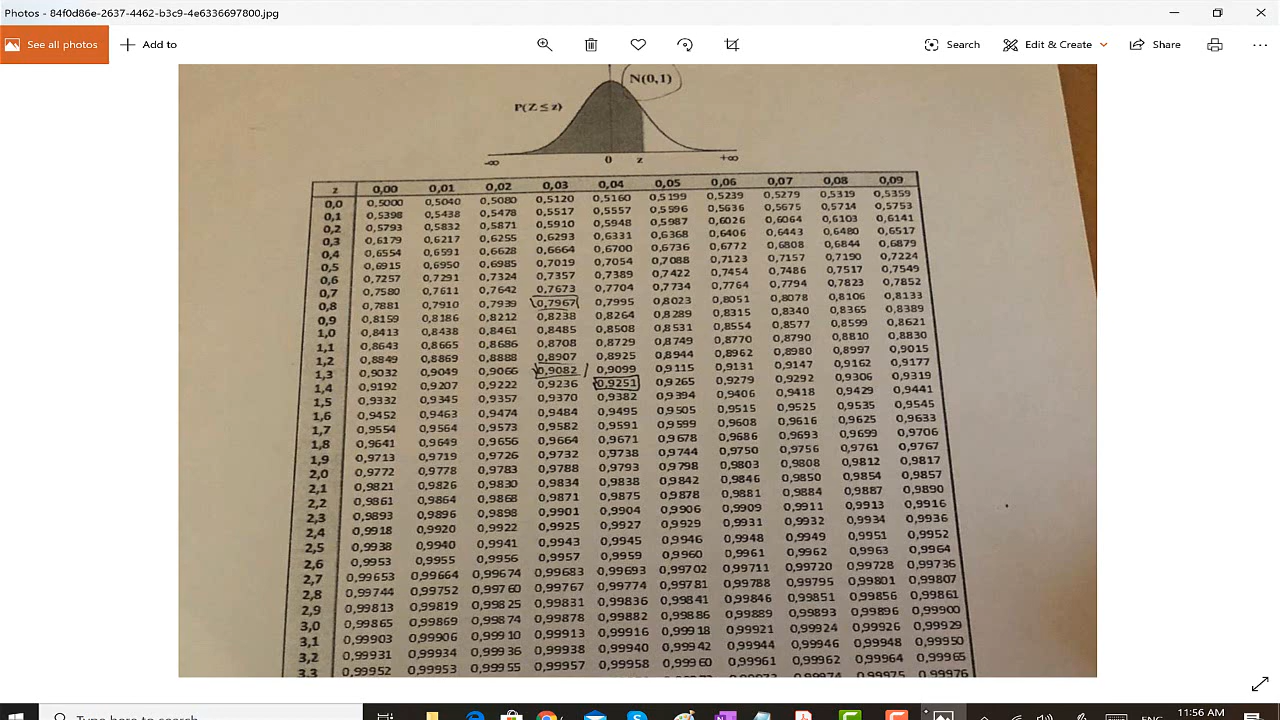 Photos - 84f0d86e-2637-4462-b3c9-4e6336697800.jpg
See all photos
Add to
Search
Edit & Create
Share
N(0,1)
P(Z ≤ z)
-∞ 0 z +∞
z 0,00 0,01 0,02 0,03 0,04 0,05 0,06 0,07 0,08 0,09
0,0 0,5000 0,5040 0,5080 0,5120 0,5160 0,5199 0,5239 0,5279 0,5319 0,5359
0,1 0,5398 0,5438 0,5478 0,5517 0,5557 0,5596 0,5636 0,5675 0,5714 0,5753
0,2 0,5793 0,5832 0,5871 0,5910 0,5948 0,5987 0,6026 0,6064 0,6103 0,6141
0,3 0,6179 0,6217 0,6255 0,6293 0,6331 0,6368 0,6406 0,6443 0,6480 0,6517
0,4 0,6554 0,6591 0,6628 0,6664 0,6700 0,6736 0,6772 0,6808 0,6844 0,6879
0,5 0,6915 0,6950 0,6985 0,7019 0,7054 0,7088 0,7123 0,7157 0,7190 0,7224
0,6 0,7257 0,7291 0,7324 0,7357 0,7389 0,7422 0,7454 0,7486 0,7517 0,7549
0,7 0,7580 0,7611 0,7642 0,7673 0,7704 0,7734 0,7764 0,7794 0,7823 0,7852
0,8 0,7881 0,7910 0,7939 0,7967 0,7995 0,8023 0,8051 0,8078 0,8106 0,8133
0,9 0,8159 0,8186 0,8212 0,8238 0,8264 0,8289 0,8315 0,8340 0,8365 0,8389
1,0 0,8413 0,8438 0,8461 0,8485 0,8508 0,8531 0,8554 0,8577 0,8599 0,8621
1,1 0,8643 0,8665 0,8686 0,8708 0,8729 0,8749 0,8770 0,8790 0,8810 0,8830
1,2 0,8849 0,8869 0,8888 0,8907 0,8925 0,8944 0,8962 0,8980 0,8997 0,9015
1,3 0,9032 0,9049 0,9066 0,9082 0,9099 0,9115 0,9131 0,9147 0,9162 0,9177
1,4 0,9192 0,9207 0,9222 0,9236 0,9251 0,9265 0,9279 0,9292 0,9306 0,9319
1,5 0,9332 0,9345 0,9357 0,9370 0,9382 0,9394 0,9406 0,9418 0,9429 0,9441
1,6 0,9452 0,9463 0,9474 0,9484 0,9495 0,9505 0,9515 0,9525 0,9535 0,9545
1,7 0,9554 0,9564 0,9573 0,9582 0,9591 0,9599 0,9608 0,9616 0,9625 0,9633
1,8 0,9641 0,9649 0,9656 0,9664 0,9671 0,9678 0,9686 0,9693 0,9699 0,9706
1,9 0,9713 0,9719 0,9726 0,9732 0,9738 0,9744 0,9750 0,9756 0,9761 0,9767
2,0 0,9772 0,9778 0,9783 0,9788 0,9793 0,9798 0,9803 0,9808 0,9812 0,9817
2,1 0,9821 0,9826 0,9830 0,9834 0,9838 0,9842 0,9846 0,9850 0,9854 0,9857
2,2 0,9861 0,9864 0,9868 0,9871 0,9875 0,9878 0,9881 0,9884 0,9887 0,9890
2,3 0,9893 0,9896 0,9898 0,9901 0,9904 0,9906 0,9909 0,9911 0,9913 0,9916
2,4 0,9918 0,9920 0,9922 0,9925 0,9927 0,9929 0,9931 0,9932 0,9934 0,9936
2,5 0,9938 0,9940 0,9941 0,9943 0,9945 0,9946 0,9948 0,9949 0,9951 0,9952
2,6 0,9953 0,9955 0,9956 0,9957 0,9959 0,9960 0,9961 0,9962 0,9963 0,9964
2,7 0,99653 0,99664 0,99674 0,99683 0,99693 0,99702 0,99711 0,99720 0,99728 0,99736
2,8 0,99744 0,99752 0,99760 0,99767 0,99774 0,99781 0,99788 0,99795 0,99801 0,99807
2,9 0,99813 0,99819 0,99825 0,99831 0,99836 0,99841 0,99846 0,99851 0,99856 0,99861
3,0 0,99865 0,99869 0,99874 0,99878 0,99882 0,99886 0,99889 0,99893 0,99896 0,99900
3,1 0,99903 0,99906 0,99910 0,99913 0,99916 0,99918 0,99921 0,99924 0,99926 0,99929
3,2 0,99931 0,99934 0,99936 0,99938 0,99940 0,99942 0,99944 0,99946 0,99948 0,99950
3,3 0,99952 0,99953 0,99955 0,99957 0,99958 0,99960 0,99961 0,99962 0,99964 0,99965
0,99974 0,99975 0,99976
Type here to search
ENG
11:56 AM